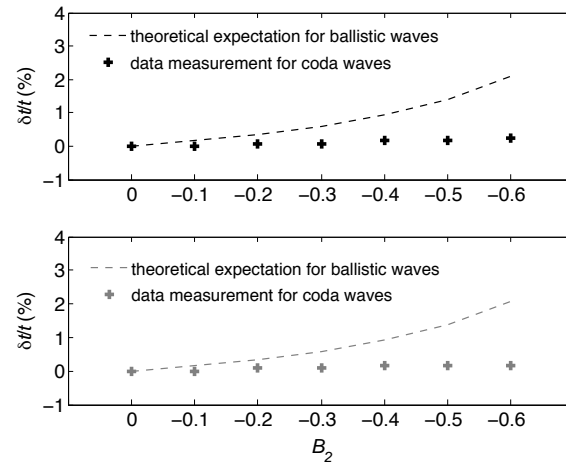 4
theoretical expectation for ballistic waves
3
data measurement for coda waves
2
δt/t (%)
1
0
−1
0 −0.1 −0.2 −0.3 −0.4 −0.5 −0.6
4
theoretical expectation for ballistic waves
3
data measurement for coda waves
2
δt/t (%)
1
0
−1
0 −0.1 −0.2 −0.3 −0.4 −0.5 −0.6
B2